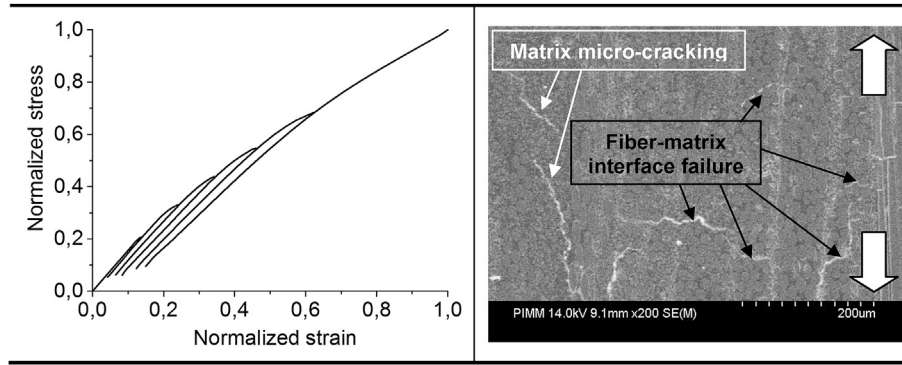 1,0
0,8
0,6
0,4
0,2
0,0
Normalized stress
0,0 0,2 0,4 0,6 0,8 1,0
Normalized strain
Matrix micro-cracking
Fiber-matrix
interface failure
PIMM 14.0kV 9.1mm x200 SE(M) 200um